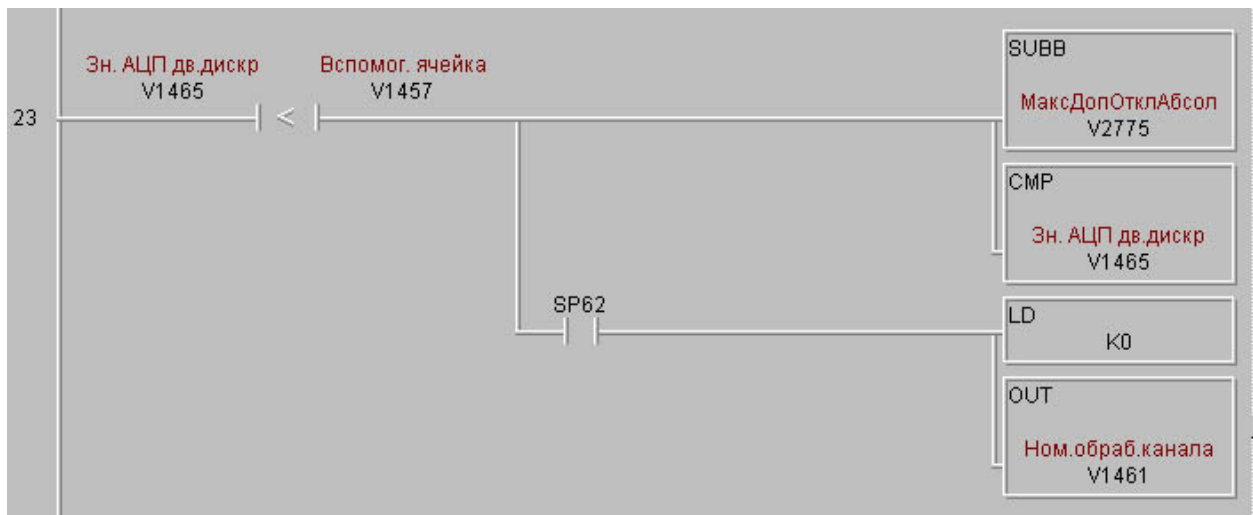 23
Зн. АЦП дв.дискр
V1465
<
Вспомог. ячейка
V1457
SUBB
МаксДопОтклАбсол
V2775
CMP
Зн. АЦП дв.дискр
V1465
SP62
LD
K0
OUT
Ном.обраб.канала
V1461